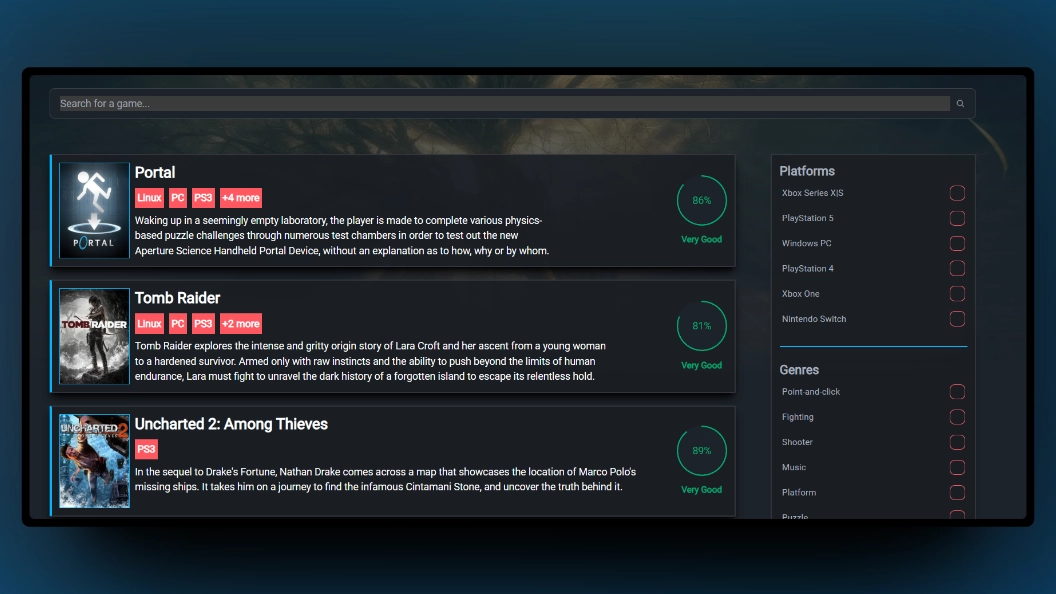 Search for a game...
Portal
Linux PC PS3 +4 more
Waking up in a seemingly empty laboratory, the player is made to complete various physics-
based puzzle challenges through numerous test chambers in order to test out the new
Aperture Science Handheld Portal Device, without an explanation as to how, why or by whom.
86%
Very Good
PORTAL
Tomb Raider
Linux PC PS3 +2 more
Tomb Raider explores the intense and gritty origin story of Lara Croft and her ascent from a young woman
to a hardened survivor. Armed only with raw instincts and the ability to push beyond the limits of human
endurance, Lara must fight to unravel the dark history of a forgotten island to escape its relentless hold.
81%
Very Good
TOMB RAIDER
Uncharted 2: Among Thieves
PS3
In the sequel to Drake's Fortune, Nathan Drake comes across a map that showcases the location of Marco Polo's
missing ships. It takes him on a journey to find the infamous Cintamani Stone, and uncover the truth behind it.
89%
Very Good
UNCHARTED 2
Platforms
Xbox Series X|S
PlayStation 5
Windows PC
PlayStation 4
Xbox One
Nintendo Switch
Genres
Point-and-click
Fighting
Shooter
Music
Platform
Puzzle